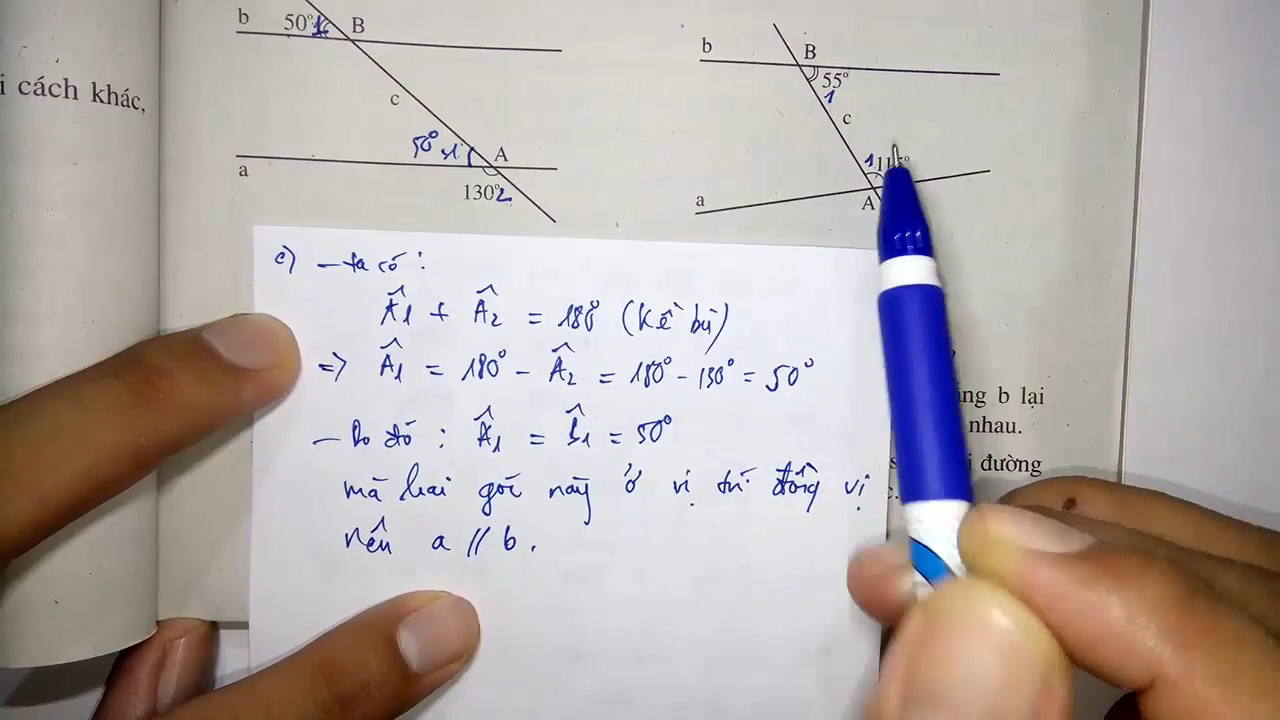 i cách khác,
b 50° 1 B
c
50° 1 A
a
130° 2
b B
55°
1
c
1
a A
c) - ta có:
Â1 + Â2 = 180° (kề bù)
=> Â1 = 180° - Â2 = 180° - 130° = 50°
- Do đó : Â1 = B̂1 = 50°
mà hai góc này ở vị trí đồng vị
nên a // b.
ng b lại
nhau.
đường
c.